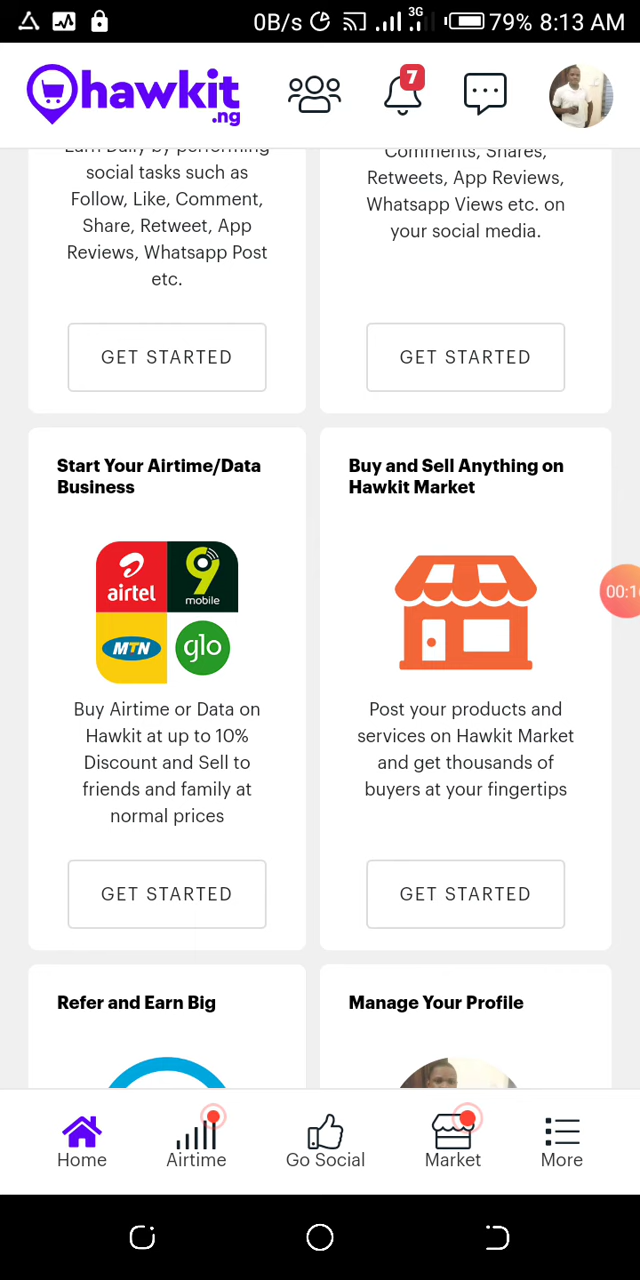 0B/s 3G 79% 8:13 AM
hawkit
.ng
7
Earn Daily by performing
social tasks such as
Follow, Like, Comment,
Share, Retweet, App
Reviews, Whatsapp Post
etc.
GET STARTED
Comments, Shares,
Retweets, App Reviews,
Whatsapp Views etc. on
your social media.
GET STARTED
Start Your Airtime/Data
Business
airtel
9
mobile
MTN
glo
Buy Airtime or Data on
Hawkit at up to 10%
Discount and Sell to
friends and family at
normal prices
GET STARTED
Buy and Sell Anything on
Hawkit Market
Post your products and
services on Hawkit Market
and get thousands of
buyers at your fingertips
GET STARTED
Refer and Earn Big
Manage Your Profile
Home
Airtime
Go Social
Market
More